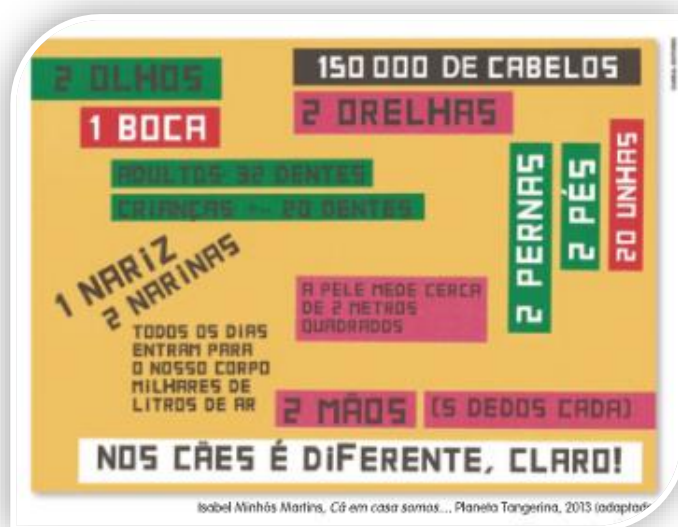 2 OLHOS
150 000 DE CABELOS
1 BOCA
2 ORELHAS
ADULTOS: 32 DENTES
CRIANÇAS +- 20 DENTES
2 PERNAS
2 PÉS
20 UNHAS
1 NARIZ
2 NARINAS
A PELE MEDE CERCA
DE 2 METROS
QUADRADOS
TODOS OS DIAS
ENTRAM PARA
O NOSSO CORPO
MILHARES DE
LITROS DE AR
2 MÃOS (5 DEDOS CADA)
NOS CÃES É DIFERENTE, CLARO!
Isabel Minhós Martins, Cá em casa somos... Planeta Tangerina, 2013 (adaptado